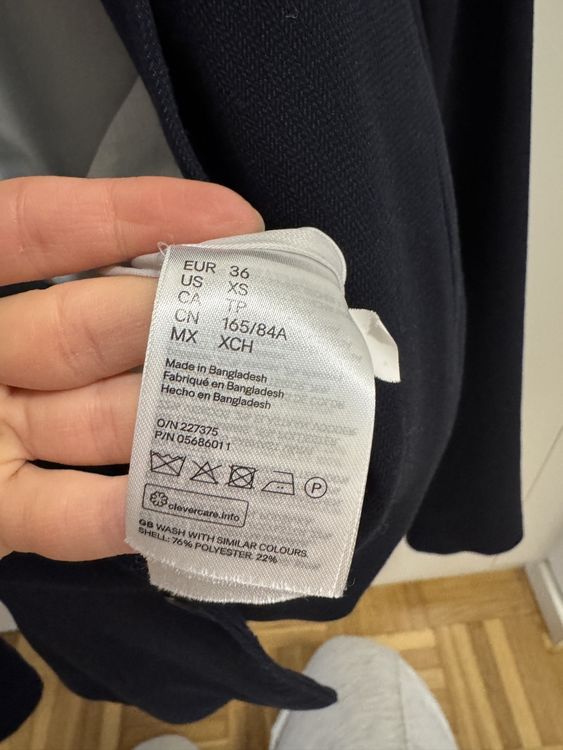 EUR 36
US XS
CA TP
CN 165/84A
MX XCH
Made in Bangladesh
Fabriqué en Bangladesh
Hecho en Bangladesh
O/N 227375
P/N 05686011
P
clevercare.info
GB WASH WITH SIMILAR COLOURS.
SHELL: 76% POLYESTER 22%